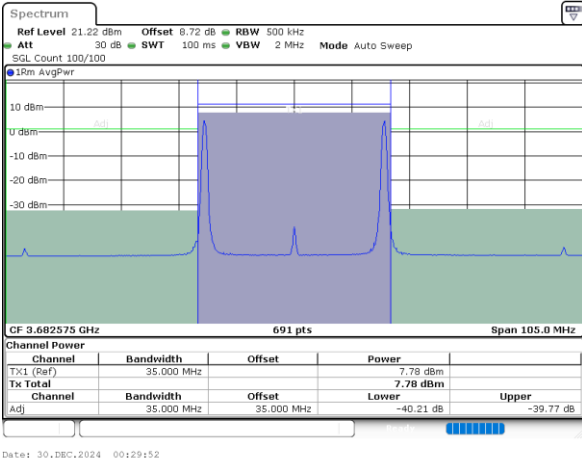 Spectrum
Ref Level 21.22 dBm Offset 8.72 dB RBW 500 kHz
Att 30 dB SWT 100 ms VBW 2 MHz Mode Auto Sweep
SGL Count 100/100
1Rm AvgPwr
10 dBm
Adj Adj
0 dBm
-10 dBm
-20 dBm
-30 dBm
CF 3.682575 GHz 691 pts Span 105.0 MHz
Channel Power
Channel Bandwidth Offset Power
TX1 (Ref) 35.000 MHz 7.78 dBm
Tx Total 7.78 dBm
Channel Bandwidth Offset Lower Upper
Adj 35.000 MHz 35.000 MHz -40.21 dB -39.77 dB
Ready
Date: 30.DEC.2024 00:29:52